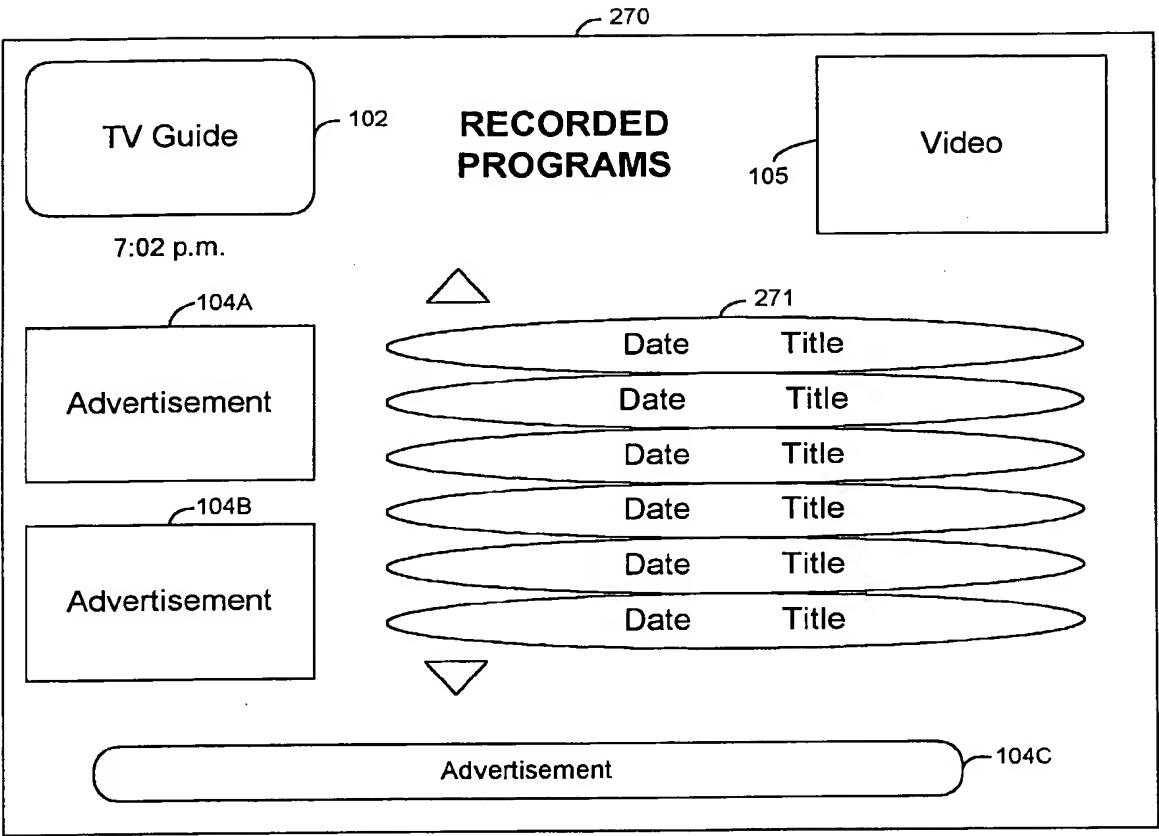 270
TV Guide
102
RECORDED
PROGRAMS
105
Video
7:02 p.m.
104A
Advertisement
104B
Advertisement
271
Date Title
Date Title
Date Title
Date Title
Date Title
Date Title
Advertisement
104C